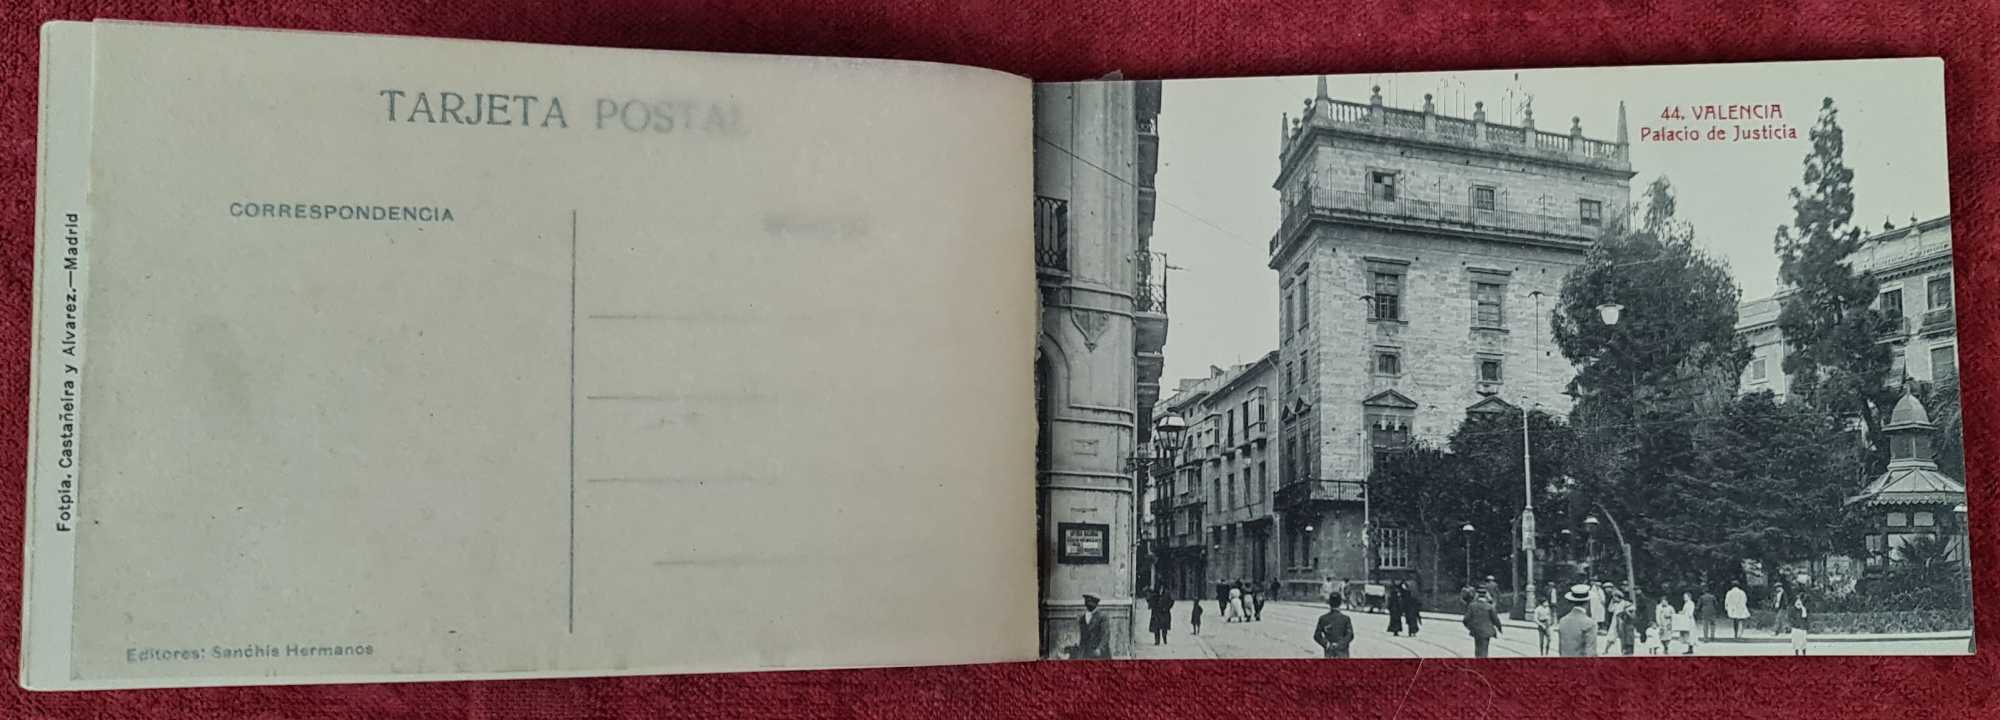 TARJETA POSTAL
CORRESPONDENCIA
Editores: Sanchis Hermanos
Fotpia. Castañeira y Alvarez.—Madrid
44. VALENCIA
Palacio de Justicia